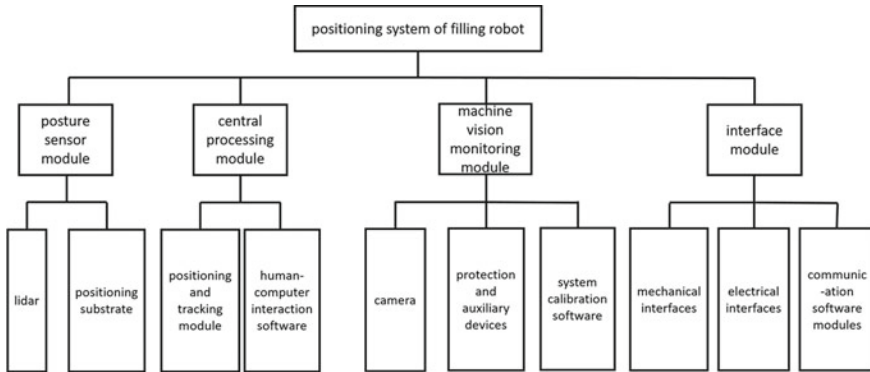 positioning system of filling robot
posture
sensor
module
central
processing
module
machine
vision
monitoring
module
interface
module
lidar
positioning
substrate
positioning
and
tracking
module
human-
computer
interaction
software
camera
protection
and
auxiliary
devices
system
calibration
software
mechanical
interfaces
electrical
interfaces
communic
-ation
software
modules